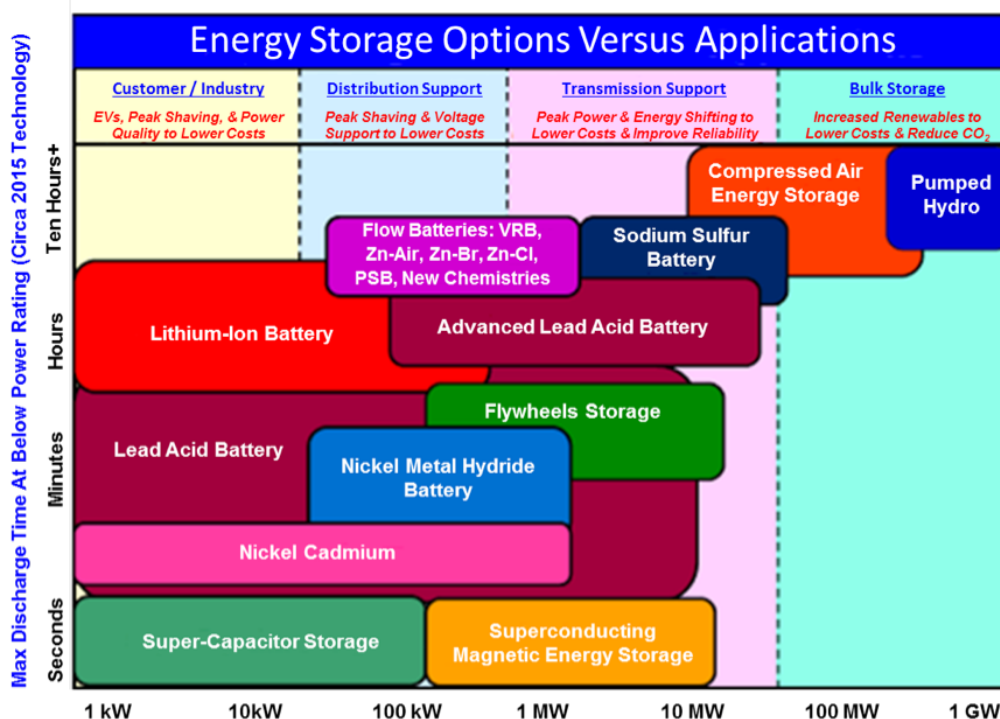 Energy Storage Options Versus Applications
Customer / Industry
EVs, Peak Shaving, & Power
Quality to Lower Costs
Distribution Support
Peak Shaving & Voltage
Support to Lower Costs
Transmission Support
Peak Power & Energy Shifting to
Lower Costs & Improve Reliability
Bulk Storage
Increased Renewables to
Lower Costs & Reduce CO₂
Max Discharge Time At Below Power Rating (Circa 2015 Technology)
Ten Hours+
Hours
Minutes
Seconds
Compressed Air
Energy Storage
Pumped
Hydro
Flow Batteries: VRB,
Zn-Air, Zn-Br, Zn-Cl,
PSB, New Chemistries
Sodium Sulfur
Battery
Lithium-Ion Battery
Advanced Lead Acid Battery
Flywheels Storage
Lead Acid Battery
Nickel Metal Hydride
Battery
Nickel Cadmium
Super-Capacitor Storage
Superconducting
Magnetic Energy Storage
1 kW
10kW
100 kW
1 MW
10 MW
100 MW
1 GW